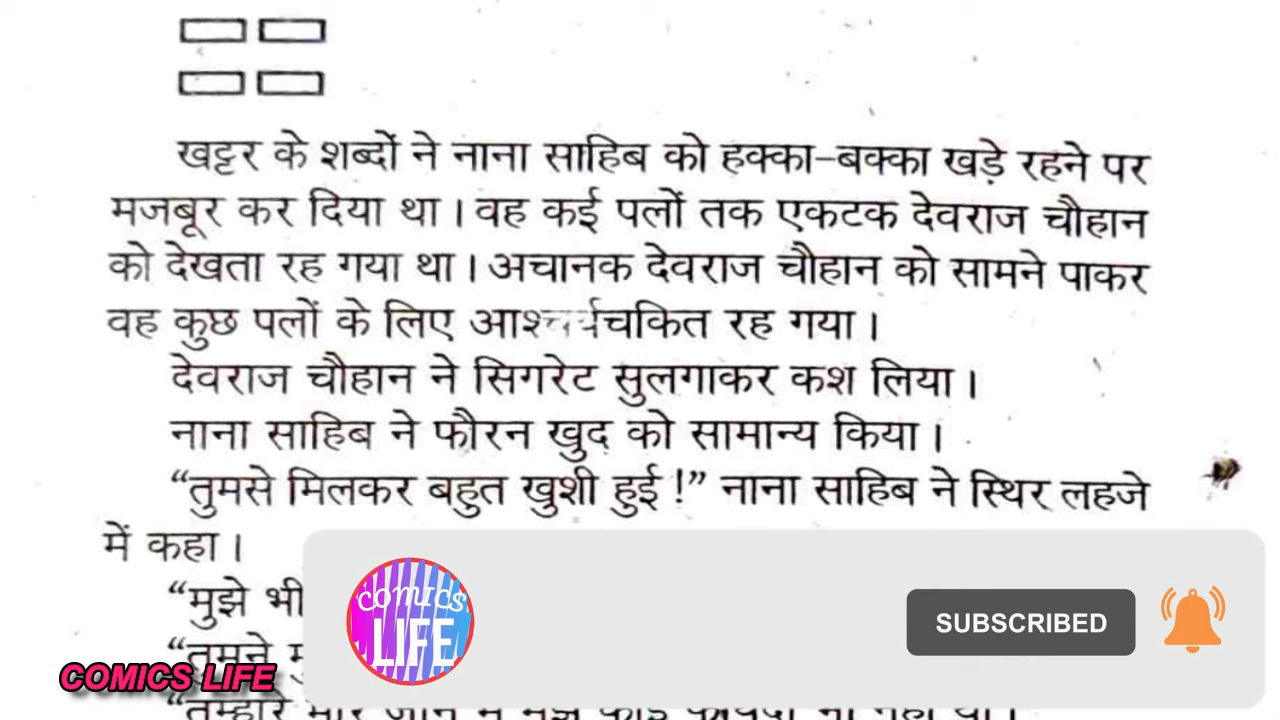 खट्टर के शब्दों ने नाना साहिब को हक्का-बक्का खड़े रहने पर
मजबूर कर दिया था। वह कई पलों तक एकटक देवराज चौहान
को देखता रह गया था। अचानक देवराज चौहान को सामने पाकर
वह कुछ पलों के लिए आश्चर्यचकित रह गया।
देवराज चौहान ने सिगरेट सुलगाकर कश लिया।
नाना साहिब ने फौरन खुद को सामान्य किया।
“तुमसे मिलकर बहुत खुशी हुई!” नाना साहिब ने स्थिर लहजे
में कहा।
“मुझे भी
“तुमने
“तुम्हारे
comics
LIFE
SUBSCRIBED
COMICS LIFE